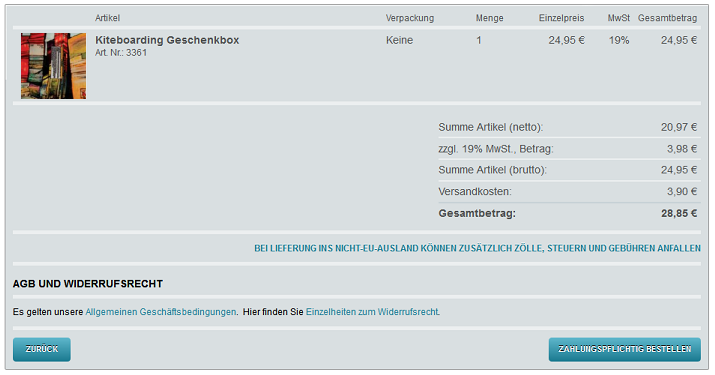 Artikel Verpackung Menge Einzelpreis MwSt Gesamtbetrag
Kiteboarding Geschenkbox Keine 1 24,95 € 19% 24,95 €
Art. Nr.: 3361
Summe Artikel (netto): 20,97 €
zzgl. 19% MwSt., Betrag: 3,98 €
Summe Artikel (brutto): 24,95 €
Versandkosten: 3,90 €
Gesamtbetrag: 28,85 €
BEI LIEFERUNG INS NICHT-EU-AUSLAND KÖNNEN ZUSÄTZLICH ZÖLLE, STEUERN UND GEBÜHREN ANFALLEN
AGB UND WIDERRUFSRECHT
Es gelten unsere Allgemeinen Geschäftsbedingungen. Hier finden Sie Einzelheiten zum Widerrufsrecht.
ZURÜCK ZAHLUNGSPFLICHTIG BESTELLEN